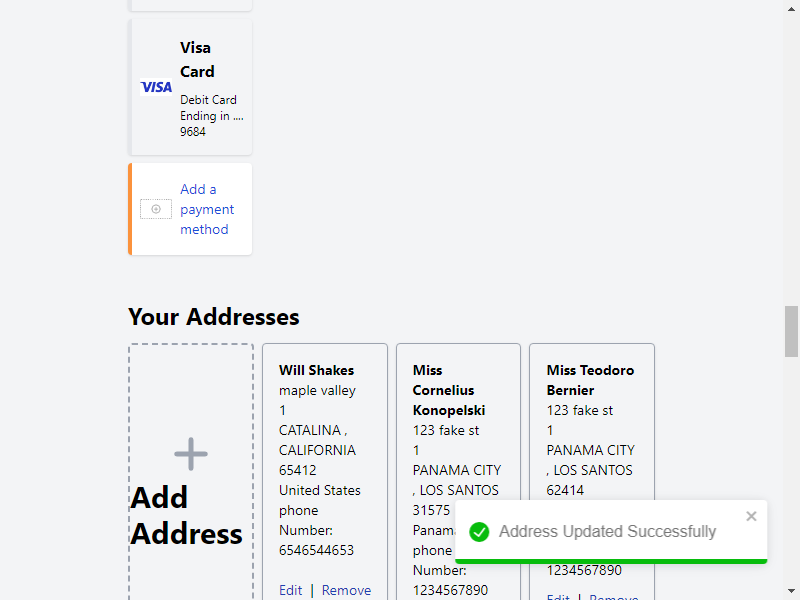 Visa
Card
VISA
Debit Card
Ending in ....
9684
Add a
payment
method
Your Addresses
Add
Address
Will Shakes
maple valley
1
CATALINA ,
CALIFORNIA
65412
United States
phone
Number:
6546544653
Edit | Remove
Miss
Cornelius
Konopelski
123 fake st
1
PANAMA CITY
, LOS SANTOS
31575
Panama
phone
Number:
1234567890
Miss Teodoro
Bernier
123 fake st
1
PANAMA CITY
, LOS SANTOS
62414
1234567890
Edit | Remove
Address Updated Successfully